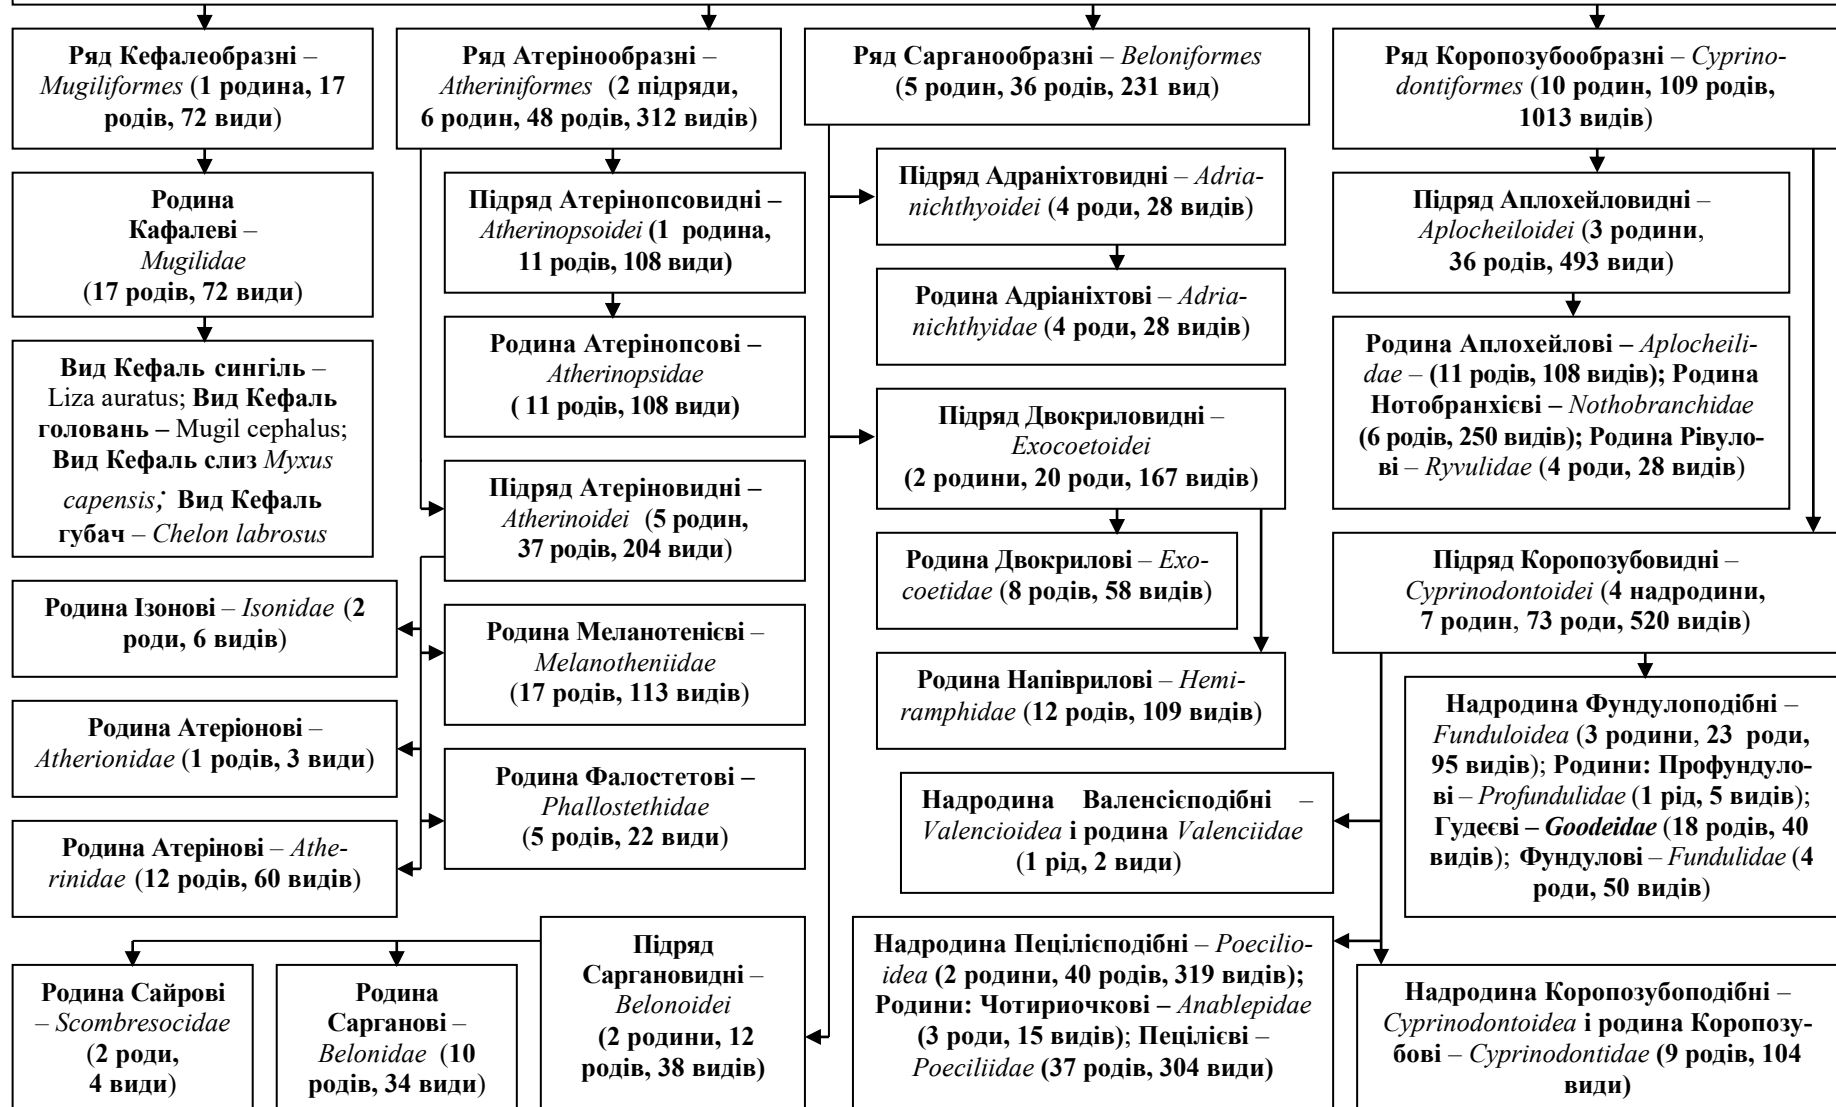 Ряд Кефалеобразні –
Mugiliformes (1 родина, 17
родів, 72 види)
Ряд Атерінообразні –
Atheriniformes (2 підряди,
6 родин, 48 родів, 312 видів)
Ряд Сарганообразні – Beloniformes
(5 родин, 36 родів, 231 вид)
Ряд Коропозубообразні – Cyprino-
dontiformes (10 родин, 109 родів,
1013 видів)
Родина
Кафалеві –
Mugilidae
(17 родів, 72 види)
Підряд Атерінопсовидні –
Atherinopsoidei (1 родина,
11 родів, 108 види)
Підряд Адраніхтовидні – Adria-
nichthyoidei (4 роди, 28 видів)
Підряд Аплохейловидні –
Aplocheiloidei (3 родини,
36 родів, 493 види)
Родина Адріаніхтові – Adria-
nichthyidae (4 роди, 28 видів)
Вид Кефаль сингіль –
Liza auratus; Вид Кефаль
головань – Mugil cephalus;
Вид Кефаль слиз Myxus
capensis; Вид Кефаль
губач – Chelon labrosus
Родина Атерінопсові –
Atherinopsidae
( 11 родів, 108 види)
Родина Аплохейлові – Aplocheili-
dae – (11 родів, 108 видів); Родина
Нотобранхієві – Nothobranchidae
(6 родів, 250 видів); Родина Рівуло-
ві – Ryvulidae (4 роди, 28 видів)
Підряд Двокриловидні –
Exocoetoidei
(2 родини, 20 роди, 167 видів)
Підряд Атеріновидні –
Atherinoidei (5 родин,
37 родів, 204 види)
Родина Двокрилові – Exo-
coetidae (8 родів, 58 видів)
Підряд Коропозубовидні –
Cyprinodontoidei (4 надродини,
7 родин, 73 роди, 520 видів)
Родина Ізонові – Isonidae (2
роди, 6 видів)
Родина Меланотенієві –
Melanotheniidae
(17 родів, 113 видів)
Родина Напіврилові – Hemi-
ramphidae (12 родів, 109 видів)
Надродина Фундулоподібні –
Funduloidea (3 родини, 23 роди,
95 видів); Родини: Профундуло-
ві – Profundulidae (1 рід, 5 видів);
Гудеєві – Goodeidae (18 родів, 40
видів); Фундулові – Fundulidae (4
роди, 50 видів)
Родина Атеріонові –
Atherionidae (1 родів, 3 види)
Родина Фалостетові –
Phallostethidae
(5 родів, 22 види)
Надродина Валенсієподібні –
Valencioidea і родина Valenciidae
(1 рід, 2 види)
Родина Атерінові – Athe-
rinidae (12 родів, 60 видів)
Родина Сайрові
– Scombresocidae
(2 роди,
4 види)
Родина
Сарганові –
Belonidae (10
родів, 34 види)
Підряд
Саргановидні –
Belonoidei
(2 родини, 12
родів, 38 видів)
Надродина Пецілієподібні – Poecilio-
idea (2 родини, 40 родів, 319 видів);
Родини: Чотириочкові – Anablepidae
(3 роди, 15 видів); Пецілієві –
Poeciliidae (37 родів, 304 види)
Надродина Коропозубоподібні –
Cyprinodontoidea і родина Коропозу-
бові – Cyprinodontidae (9 родів, 104
види)